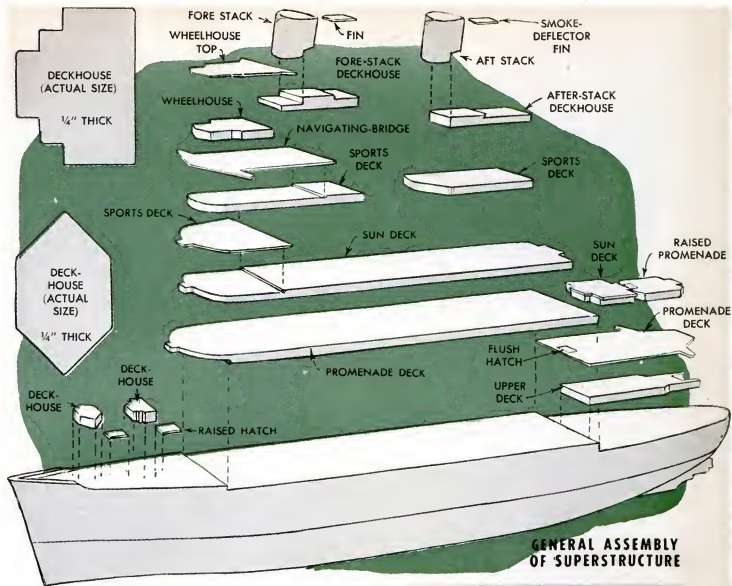 FORE STACK
FIN
SMOKE-
DEFLECTOR
FIN
WHEELHOUSE
TOP
AFT STACK
FORE-STACK
DECKHOUSE
DECKHOUSE
(ACTUAL SIZE)
¼" THICK
WHEELHOUSE
AFTER-STACK
DECKHOUSE
NAVIGATING-BRIDGE
SPORTS
DECK
SPORTS
DECK
SPORTS DECK
SUN DECK
SUN
DECK
RAISED
PROMENADE
DECK-
HOUSE
(ACTUAL
SIZE)
¼" THICK
PROMENADE
DECK
FLUSH
HATCH
PROMENADE DECK
UPPER
DECK
DECK-
HOUSE
DECK-
HOUSE
RAISED HATCH
GENERAL ASSEMBLY
OF SUPERSTRUCTURE